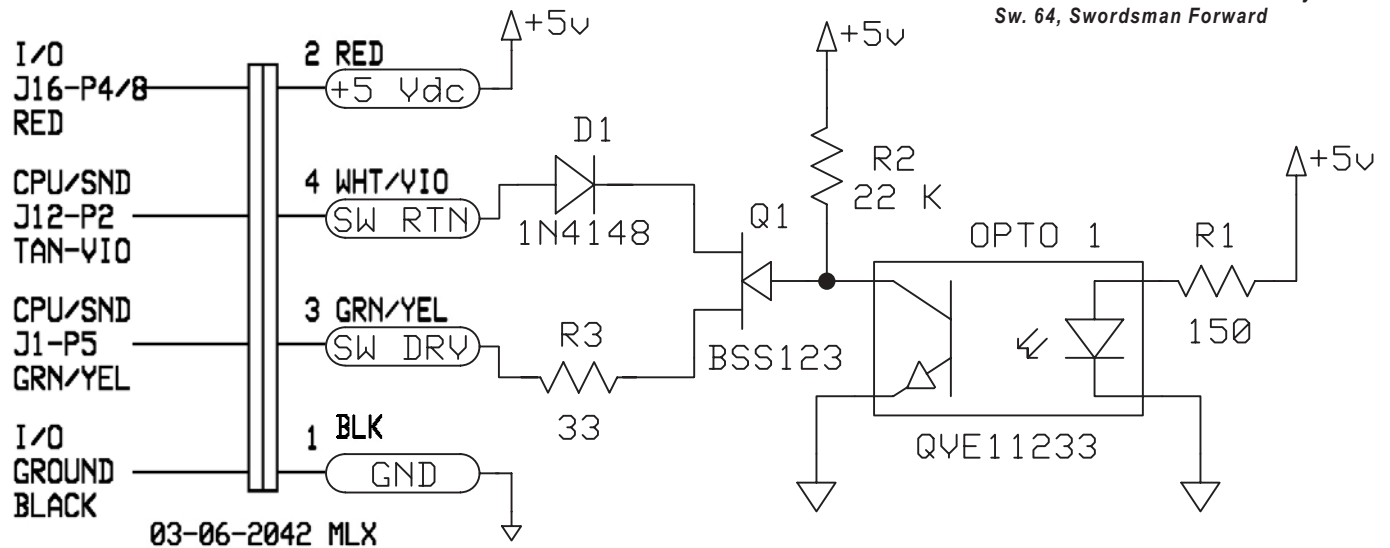 Sw. 64, Swordsman Forward
I/O
J16-P4/8
RED
2 RED
+5 Vdc
+5v
CPU/SND
J12-P2
TAN-VIO
4 WHT/VIO
SW RTN
D1
1N4148
CPU/SND
J1-P5
GRN/YEL
3 GRN/YEL
SW DRV
R3
33
I/O
GROUND
BLACK
1 BLK
GND
03-06-2042 MLX
Q1
BSS123
+5v
R2
22 K
OPTO 1
QVE11233
R1
150
+5v